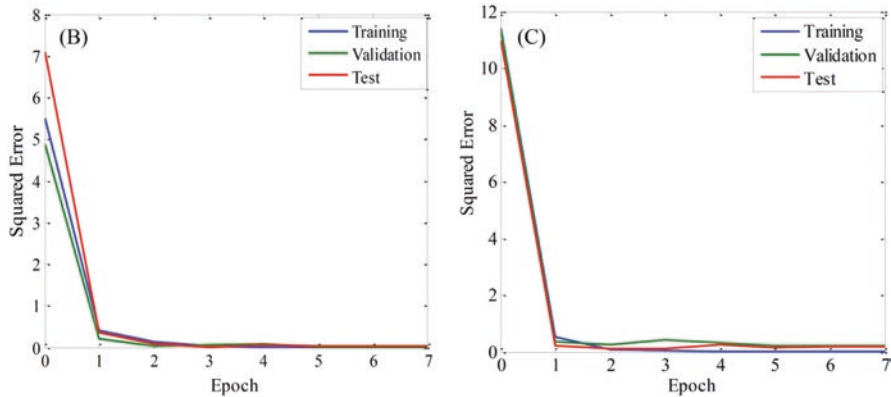 (B)
Training
Validation
Test
8
7
6
5
4
3
2
1
0
Squared Error
0 1 2 3 4 5 6 7
Epoch
(C)
Training
Validation
Test
12
10
8
6
4
2
0
Squared Error
0 1 2 3 4 5 6 7
Epoch